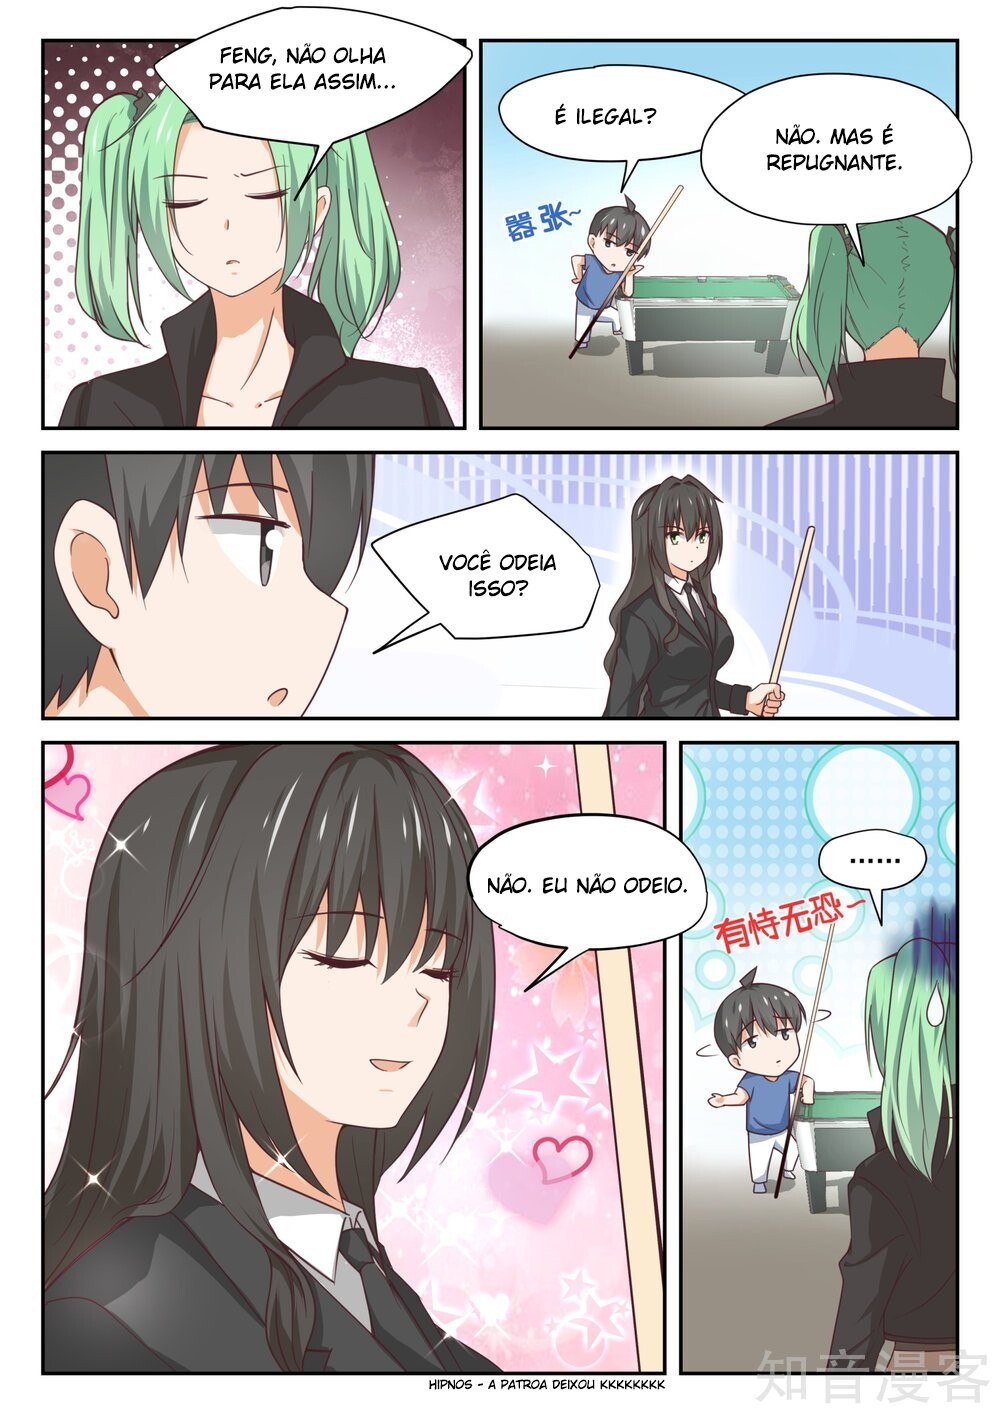 FENG, NÃO OLHA
PARA ELA ASSIM...
É ILEGAL?
NÃO. MAS É
REPUGNANTE.
嚣张~
VOCÊ ODEIA
ISSO?
NÃO. EU NÃO ODEIO.
......
有恃无恐~
HIPNOS - A PATROA DEIXOU KKKKKKKK
知音漫客